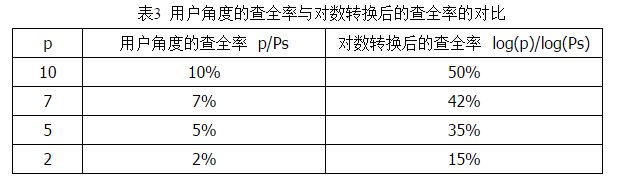 表3 用户角度的查全率与对数转换后的查全率的对比
p 用户角度的查全率 p/Ps 对数转换后的查全率 log(p)/log(Ps)
10 10% 50%
7 7% 42%
5 5% 35%
2 2% 15%